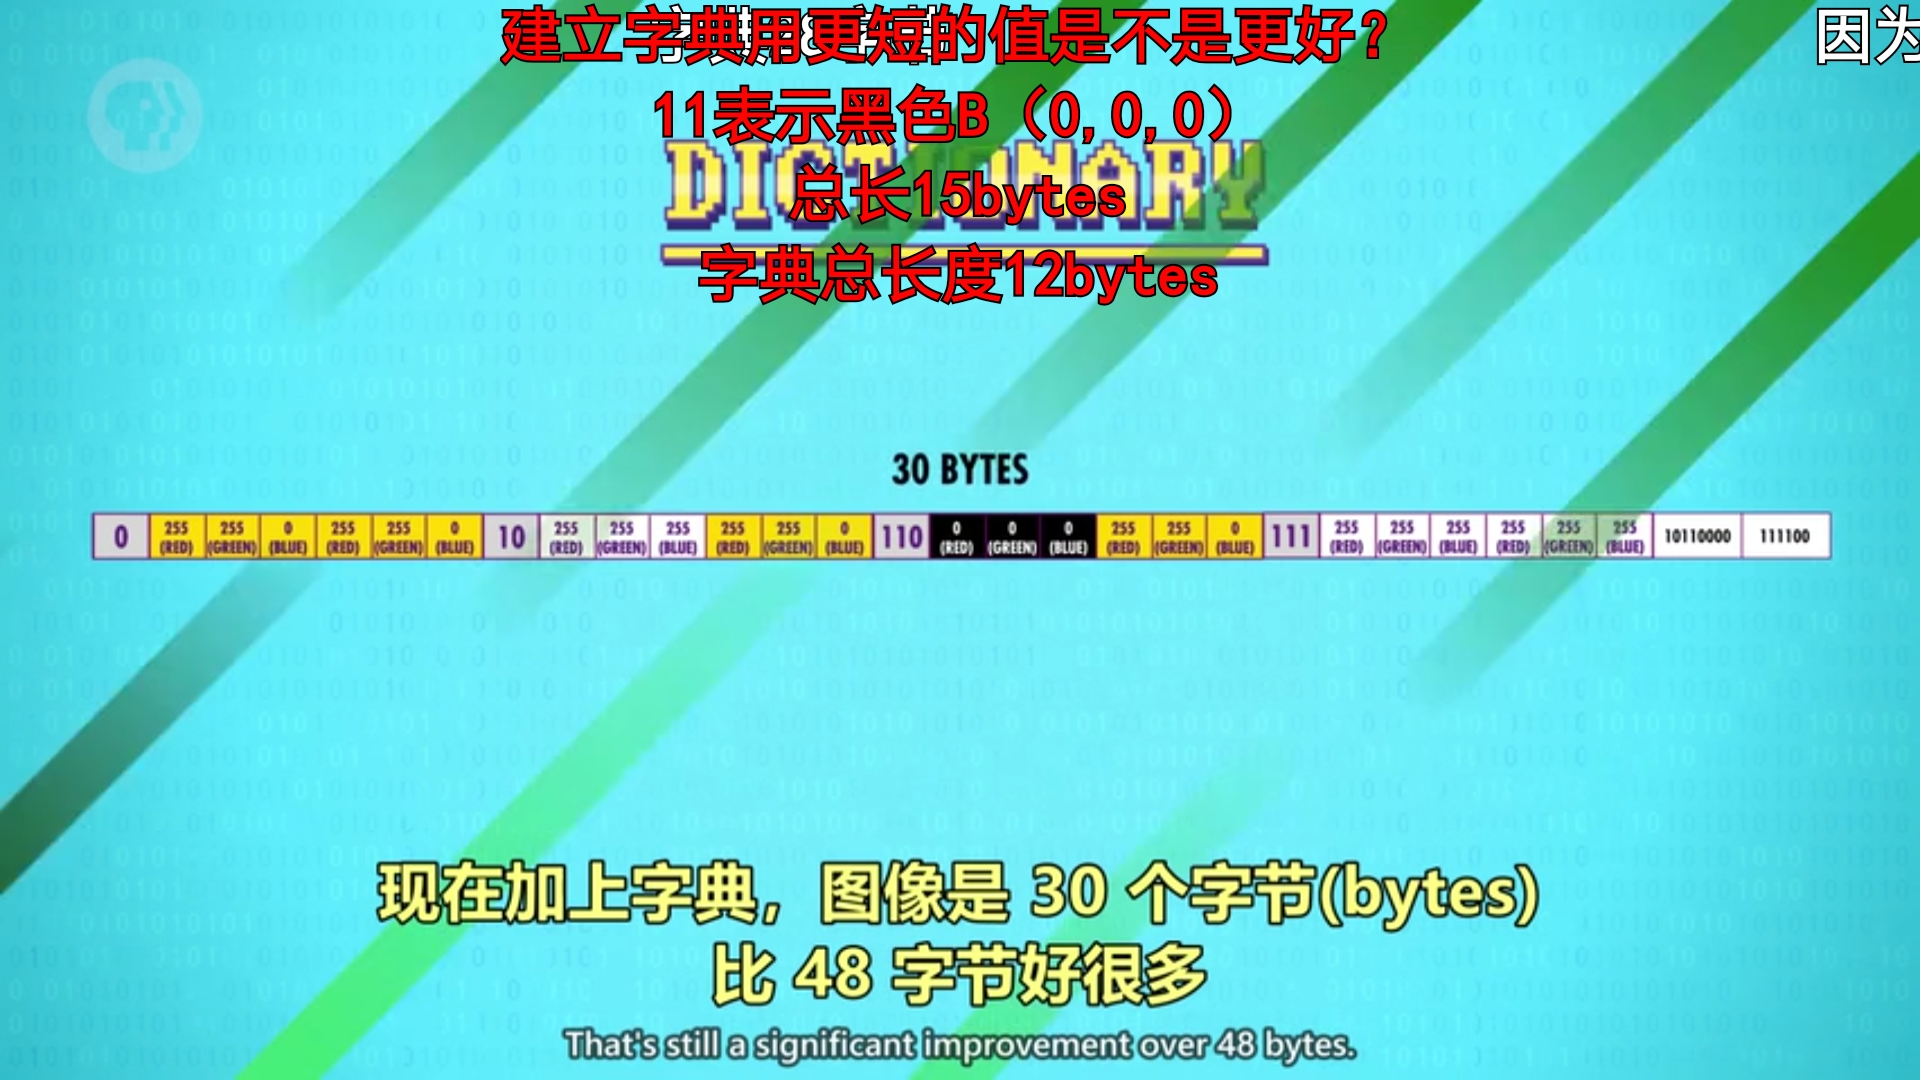 建立字典用更短的值是不是更好?
因为
11表示黑色B（0,0,0）
DICTIONARY
总长15bytes
字典总长度12bytes
30 BYTES
0 255 (RED) 255 (GREEN) 0 (BLUE) 255 (RED) 255 (GREEN) 0 (BLUE) 10 255 (RED) 255 (GREEN) 255 (BLUE) 255 (RED) 255 (GREEN) 0 (BLUE) 110 0 (RED) 0 (GREEN) 0 (BLUE) 255 (RED) 255 (GREEN) 0 (BLUE) 111 255 (RED) 255 (GREEN) 255 (BLUE) 255 (RED) 255 (GREEN) 255 (BLUE) 10110000 111100
现在加上字典，图像是 30 个字节(bytes)
比 48 字节好很多
That's still a significant improvement over 48 bytes.